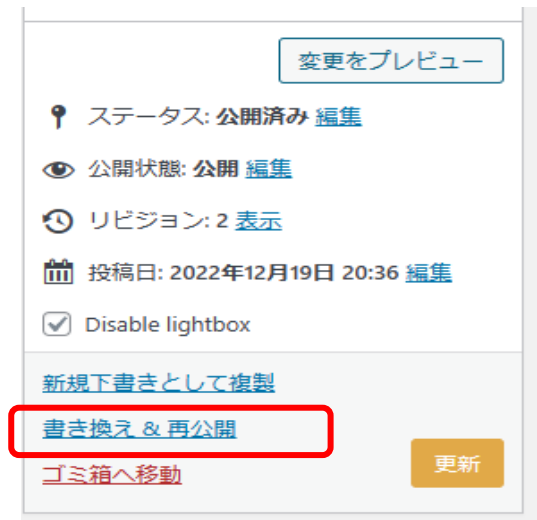 変更をプレビュー
ステータス: 公開済み 編集
公開状態: 公開 編集
リビジョン: 2 表示
投稿日: 2022年12月19日 20:36 編集
Disable lightbox
新規下書きとして複製
書き換え & 再公開
ゴミ箱へ移動
更新